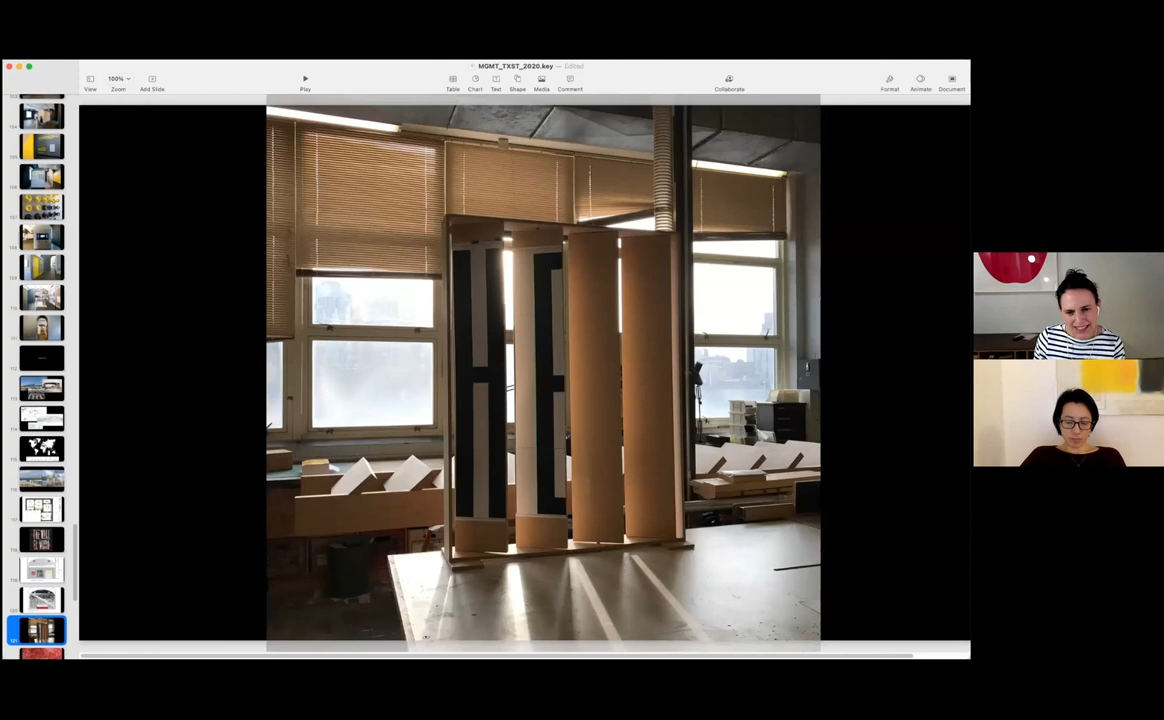 MGMT_TXST_2020.key — Edited
100%
View Zoom Add Slide Play Table Chart Text Shape Media Comment Collaborate Format Animate Document
HE